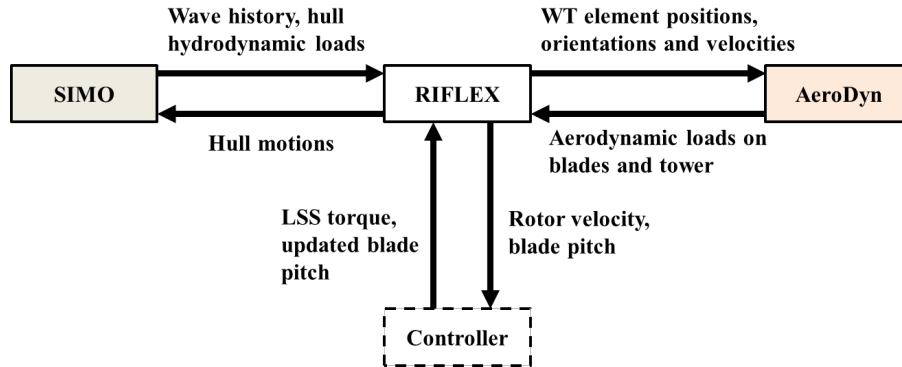 Wave history, hull
hydrodynamic loads
WT element positions,
orientations and velocities
SIMO
RIFLEX
AeroDyn
Hull motions
Aerodynamic loads on
blades and tower
LSS torque,
updated blade
pitch
Rotor velocity,
blade pitch
Controller